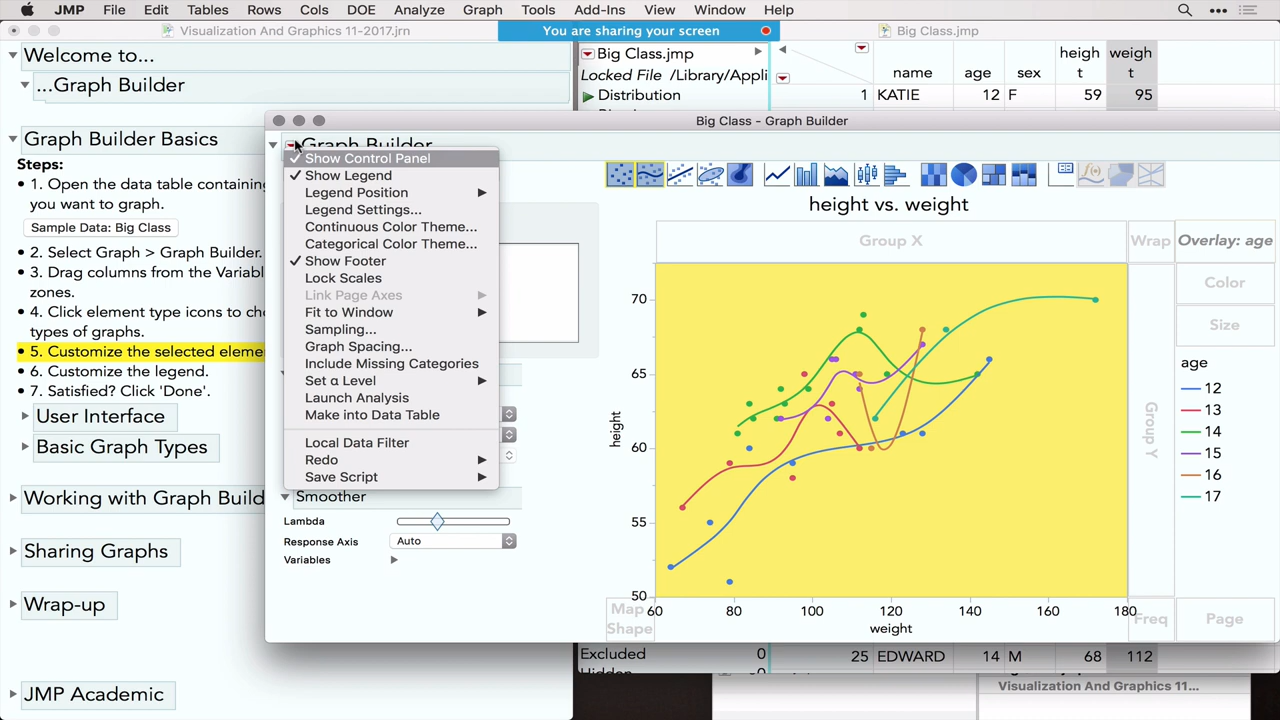 JMP File Edit Tables Rows Cols DOE Analyze Graph Tools Add-Ins View Window Help
Visualization And Graphics 11-2017.jrn
You are sharing your screen
Big Class.jmp
Welcome to...
...Graph Builder
Graph Builder Basics
Steps:
• 1. Open the data table containing
you want to graph.
Sample Data: Big Class
• 2. Select Graph > Graph Builder.
• 3. Drag columns from the Variab
zones.
• 4. Click element type icons to ch
types of graphs.
• 5. Customize the selected eleme
• 6. Customize the legend.
• 7. Satisfied? Click 'Done'.
User Interface
Basic Graph Types
Working with Graph Build
Sharing Graphs
Wrap-up
JMP Academic
Big Class.jmp
Locked File /Library/Appli
Distribution
name age sex heigh
t weigh
t
1 KATIE 12 F 59 95
Big Class - Graph Builder
Graph Builder
Show Control Panel
Show Legend
Legend Position
Legend Settings...
Continuous Color Theme...
Categorical Color Theme...
Show Footer
Lock Scales
Link Page Axes
Fit to Window
Sampling...
Graph Spacing...
Include Missing Categories
Set α Level
Launch Analysis
Make into Data Table
Local Data Filter
Redo
Save Script
Smoother
Lambda
Response Axis Auto
Variables
height vs. weight
Group X
Wrap
Overlay: age
Color
Size
Group Y
age
12
13
14
15
16
17
height
70
65
60
55
50
60 80 100 120 140 160 180
weight
Map
Shape
Freq
Page
Excluded 0
25 EDWARD 14 M 68 112
Hidden 0
Visualization And Graphics 11...